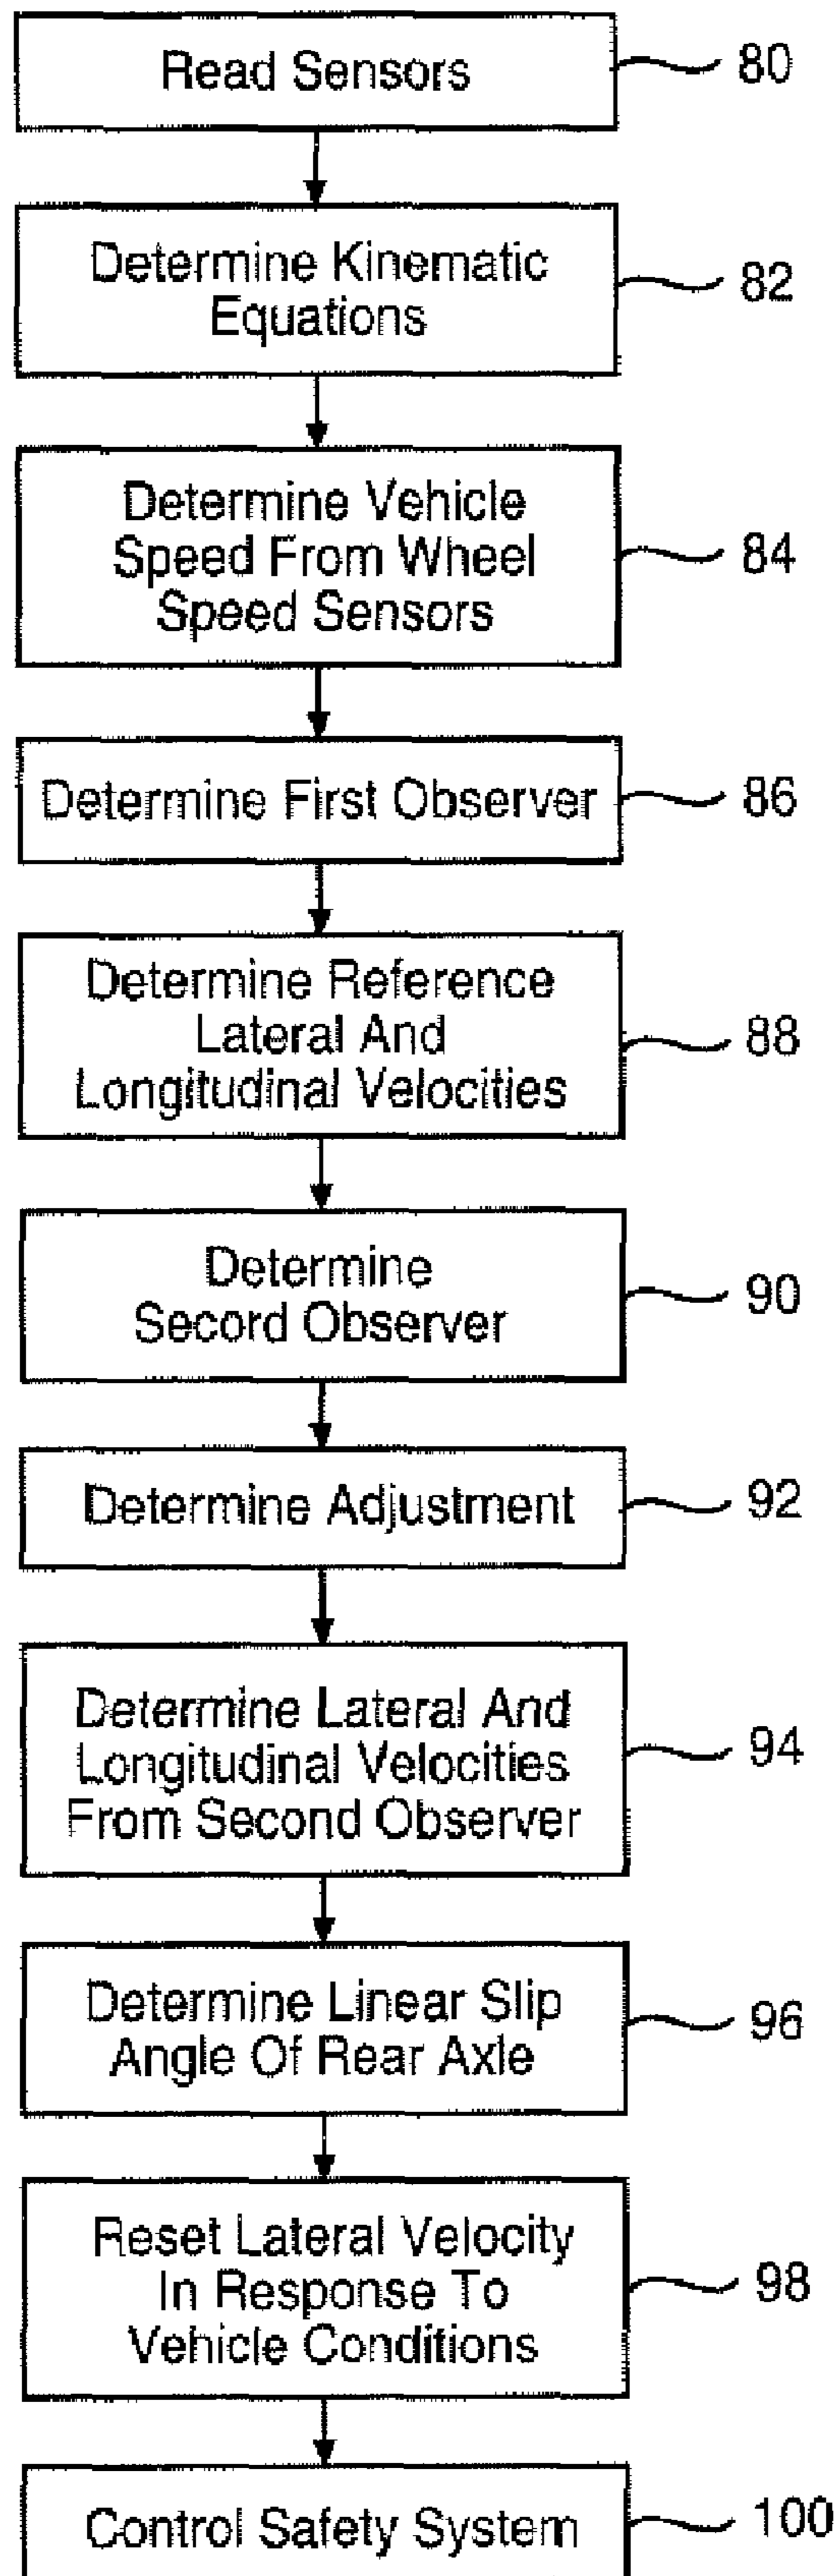 Read Sensors
80
Determine Kinematic
Equations
82
Determine Vehicle
Speed From Wheel
Speed Sensors
84
Determine First Observer
86
Determine Reference
Lateral And
Longitudinal Velocities
88
Determine
Secord Observer
90
Determine Adjustment
92
Determine Lateral And
Longitudinal Velocities
From Second Observer
94
Determine Linear Slip
Angle Of Rear Axle
96
Reset Lateral Velocity
In Response To
Vehicle Conditions
98
Control Safety System
100